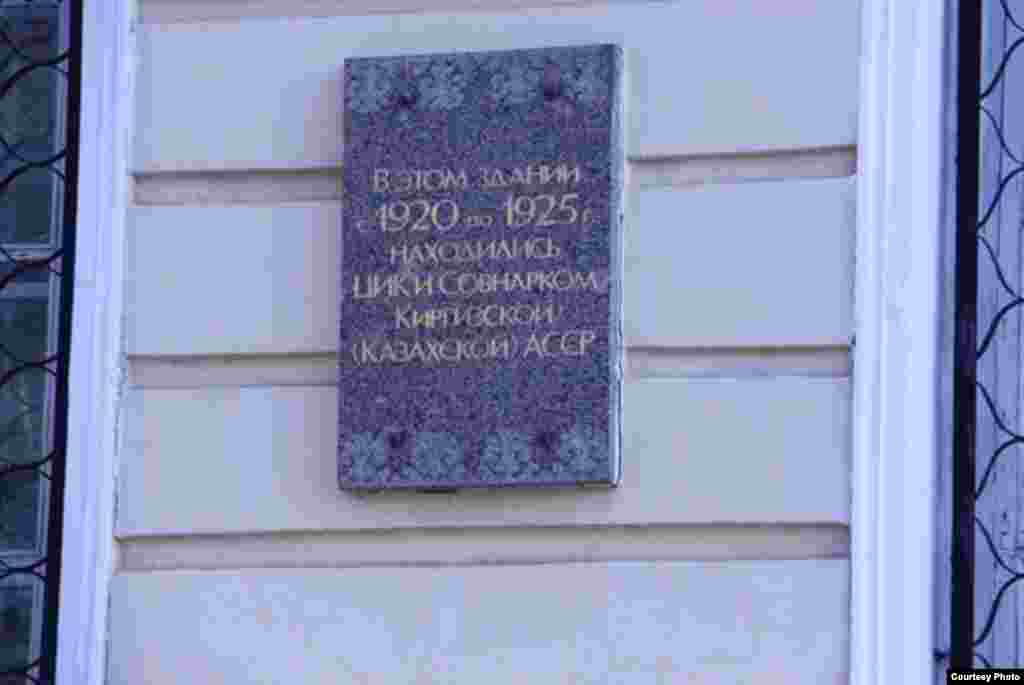 В ЭТОМ ЗДАНИИ
с 1920 по 1925 г.
НАХОДИЛИСЬ
ЦИК И СОВНАРКОМ
КИРГИЗСКОЙ
(КАЗАХСКОЙ) АССР
Courtesy Photo